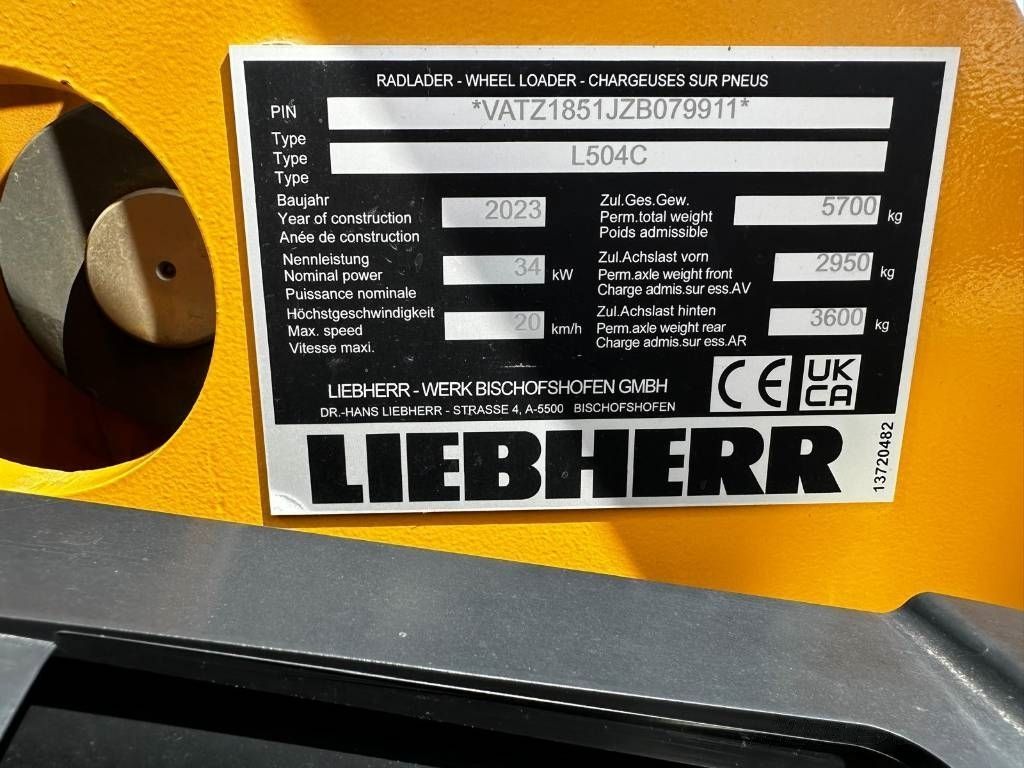 RADLADER - WHEEL LOADER - CHARGEUSES SUR PNEUS
PIN *VATZ1851JZB079911*
Type
Type L504C
Type
Baujahr
Year of construction 2023
Anée de construction
Zul.Ges.Gew.
Perm.total weight 5700 kg
Poids admissible
Nennleistung
Nominal power 34 kW
Puissance nominale
Zul.Achslast vorn
Perm.axle weight front 2950 kg
Charge admis.sur ess.AV
Höchstgeschwindigkeit
Max. speed 20 km/h
Vitesse maxi.
Zul.Achslast hinten
Perm.axle weight rear 3600 kg
Charge admis.sur ess.AR
LIEBHERR - WERK BISCHOFSHOFEN GMBH
DR.-HANS LIEBHERR - STRASSE 4, A-5500 BISCHOFSHOFEN
CE
UK
CA
LIEBHERR
13720482